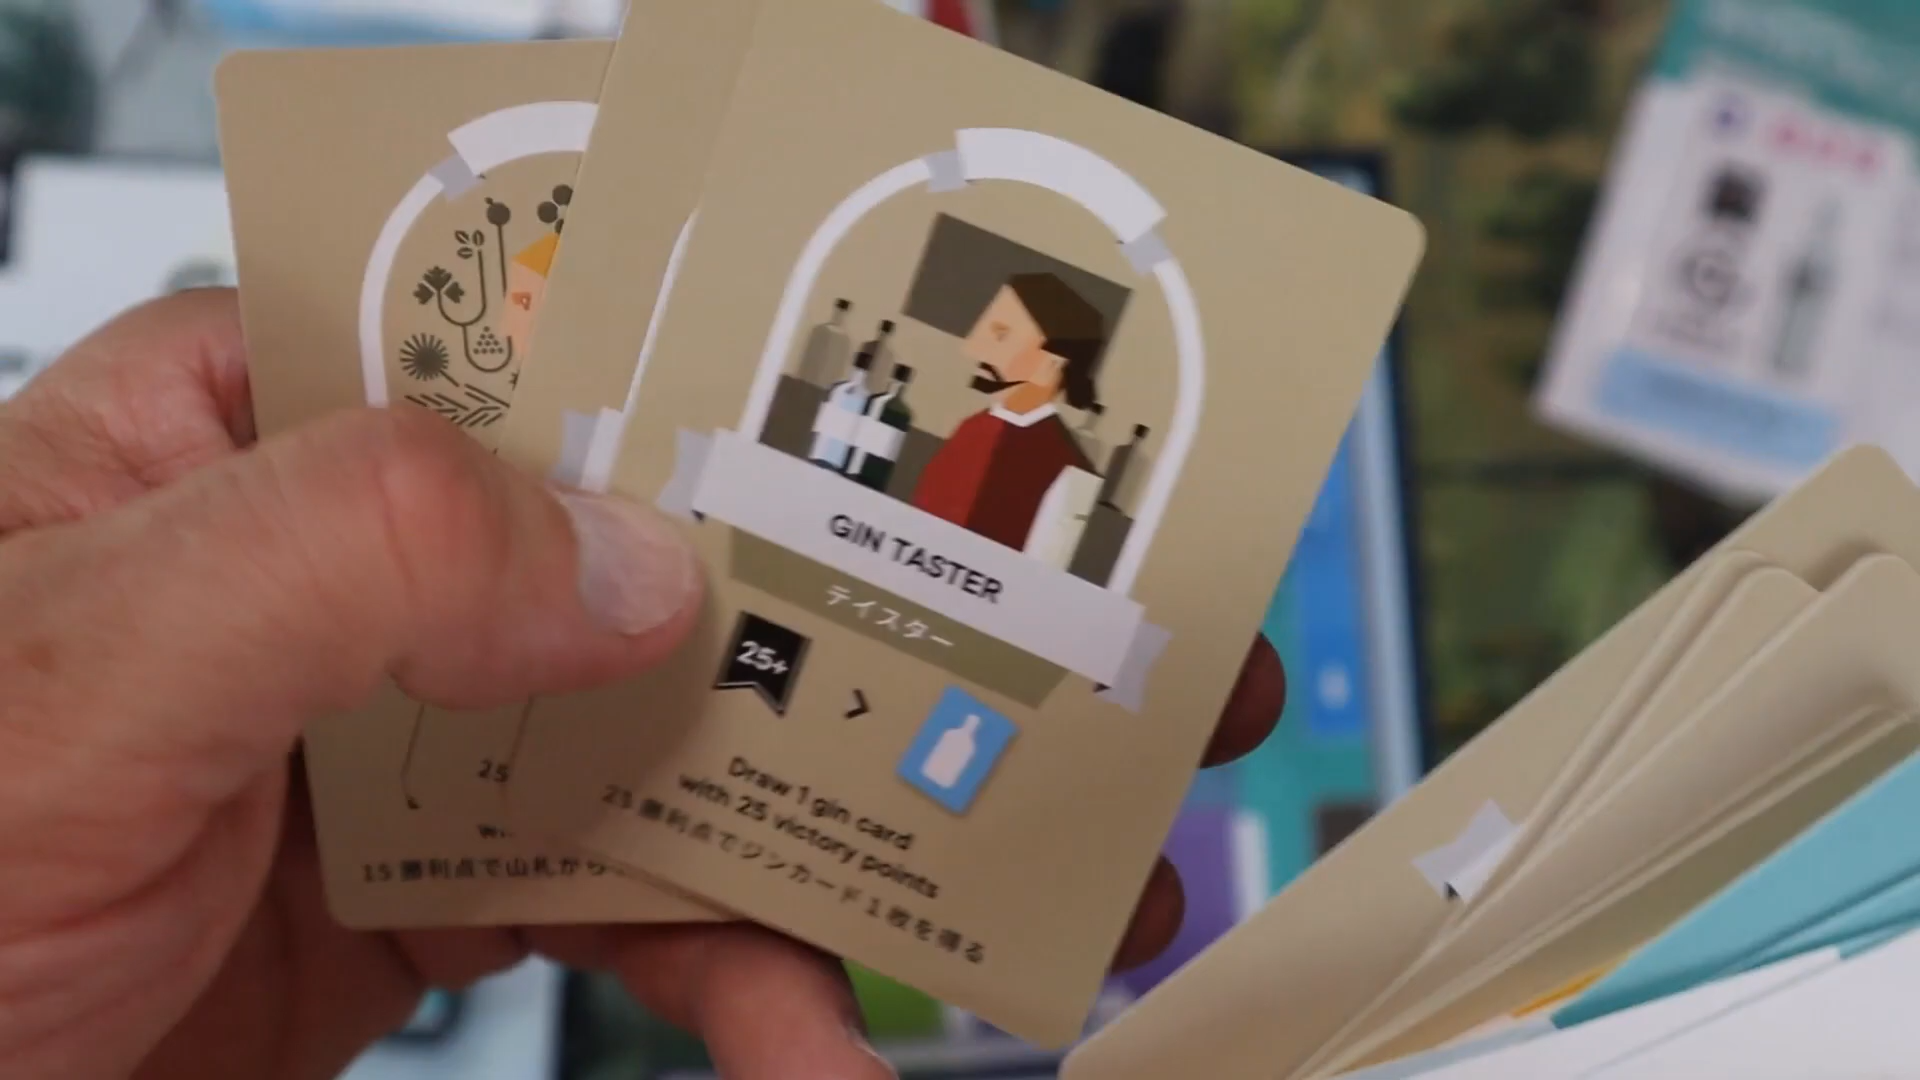 GIN TASTER
テイスター
25+
>
Draw 1 gin card
with 25 victory points
25 勝利点でジンカード1枚を得る
25
15 勝利点で山札から